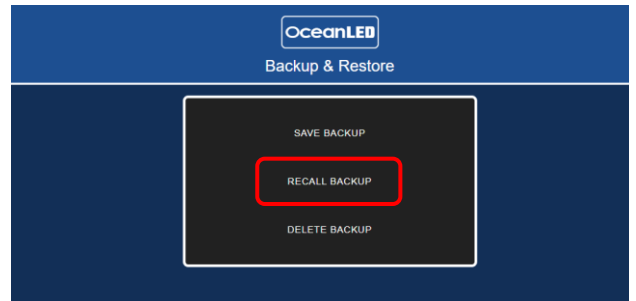 OceanLED
Backup & Restore
SAVE BACKUP
RECALL BACKUP
DELETE BACKUP